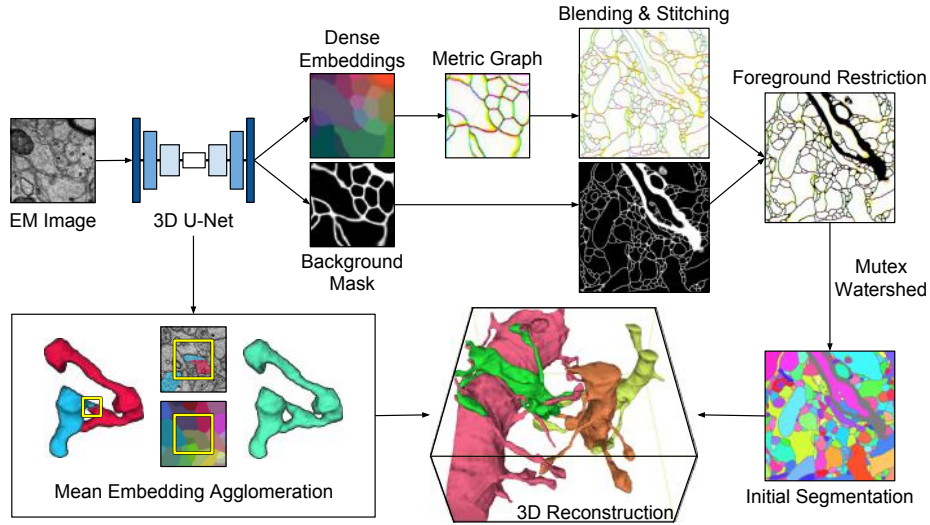 Blending & Stitching
Dense
Embeddings
Metric Graph
Foreground Restriction
EM Image
3D U-Net
Background
Mask
Mutex
Watershed
Mean Embedding Agglomeration
3D Reconstruction
Initial Segmentation